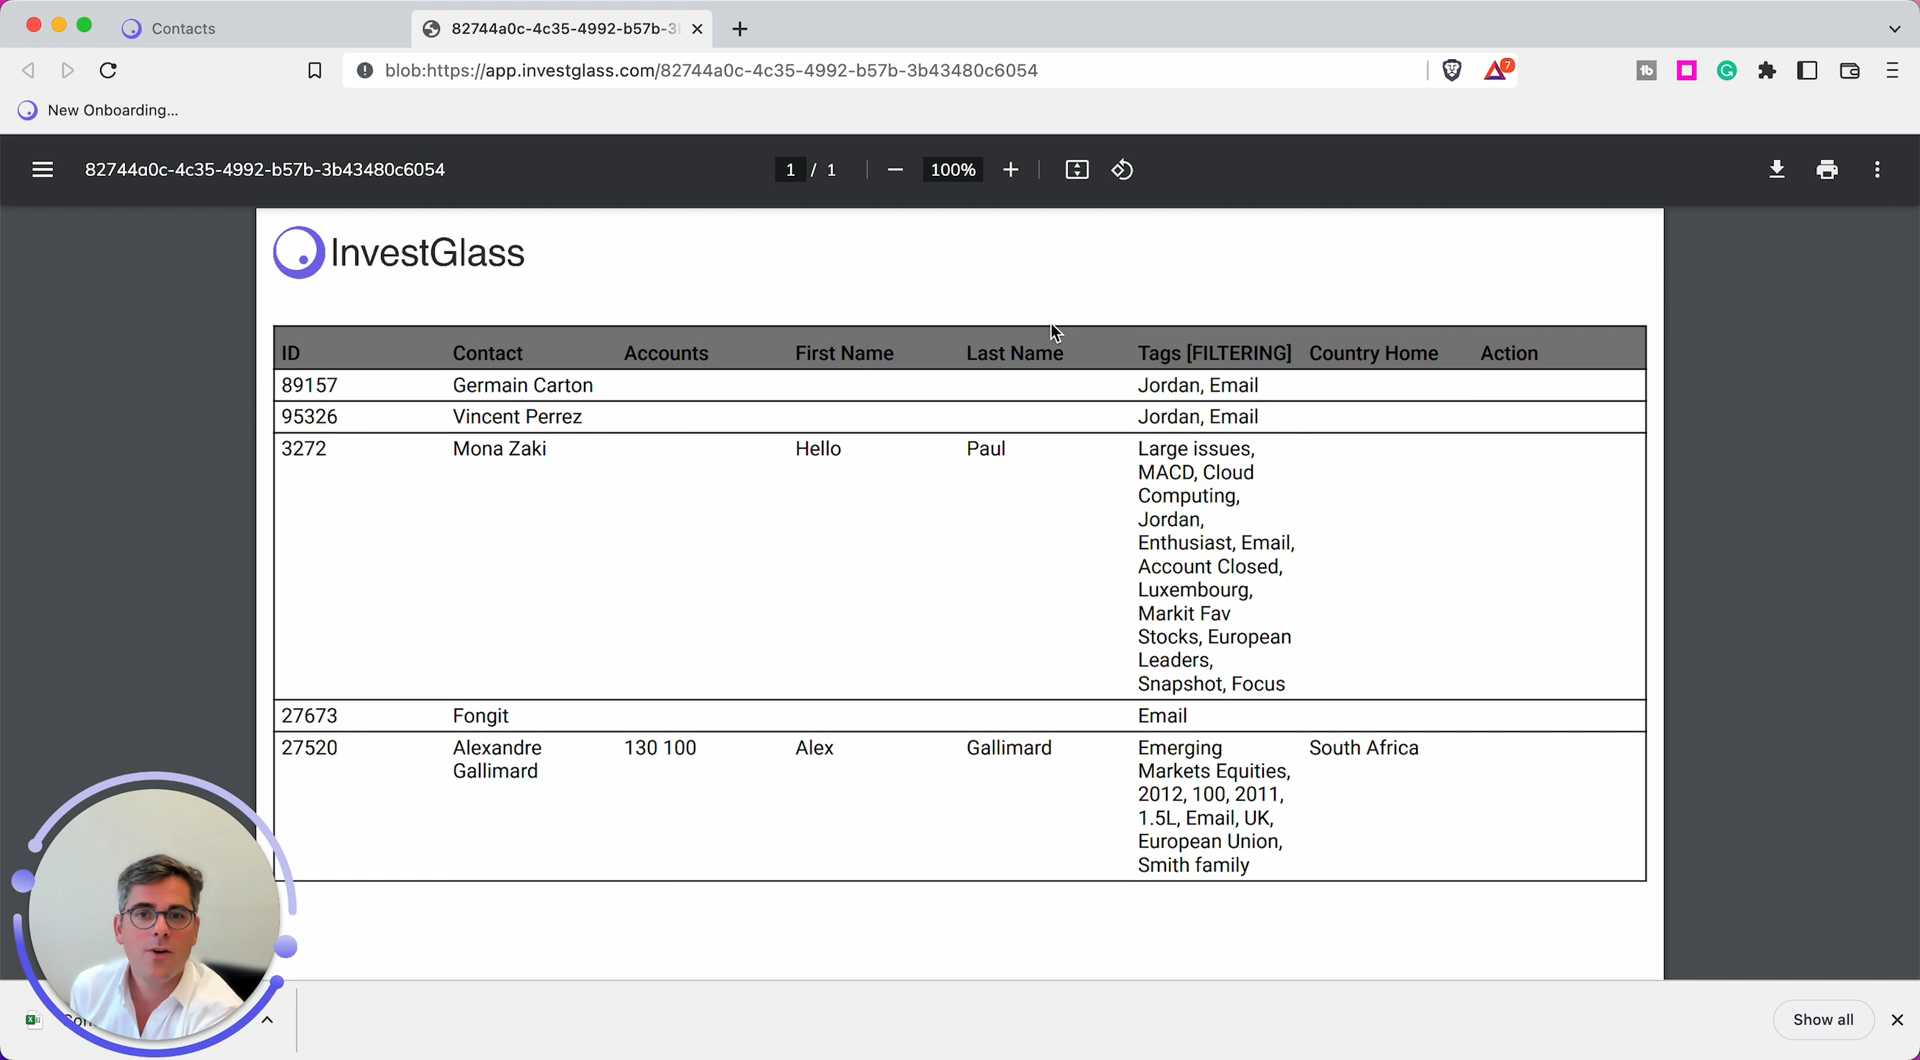 Contacts
82744a0c-4c35-4992-b57b-3
blob:https://app.investglass.com/82744a0c-4c35-4992-b57b-3b43480c6054
tb
7
G
New Onboarding...
82744a0c-4c35-4992-b57b-3b43480c6054
1 / 1
100%
InvestGlass
ID Contact Accounts First Name Last Name Tags [FILTERING] Country Home Action
89157 Germain Carton Jordan, Email
95326 Vincent Perrez Jordan, Email
3272 Mona Zaki Hello Paul Large issues,
MACD, Cloud
Computing,
Jordan,
Enthusiast, Email,
Account Closed,
Luxembourg,
Markit Fav
Stocks, European
Leaders,
Snapshot, Focus
27673 Fongit Email
27520 Alexandre 130 100 Alex Gallimard Emerging South Africa
Gallimard Markets Equities,
2012, 100, 2011,
1.5L, Email, UK,
European Union,
Smith family
Show all